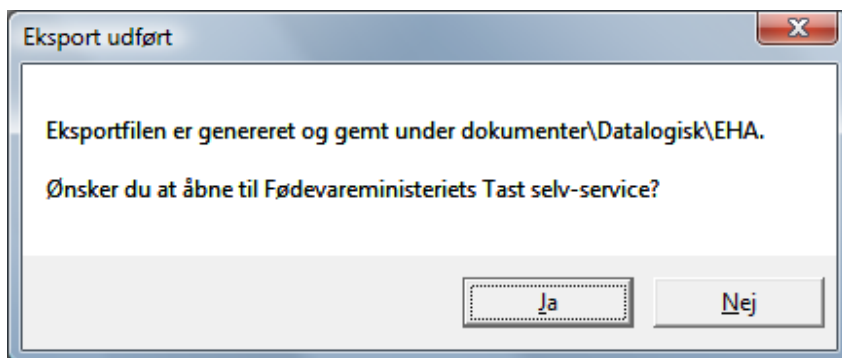 Eksport udført
Eksportfilen er genereret og gemt under dokumenter\Datalogisk\EHA.
Ønsker du at åbne til Fødevareministeriets Tast selv-service?
Ja
Nej